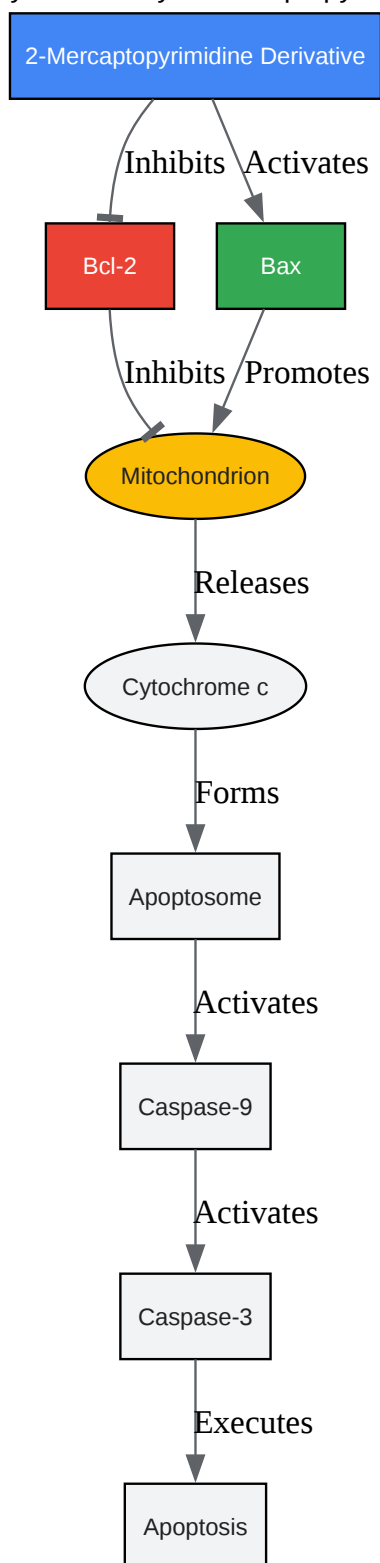 2-Mercaptopyrimidine Derivative
Inhibits Activates
Bcl-2 Bax
Inhibits Promotes
Mitochondrion
Releases
Cytochrome c
Forms
Apoptosome
Activates
Caspase-9
Activates
Caspase-3
Executes
Apoptosis